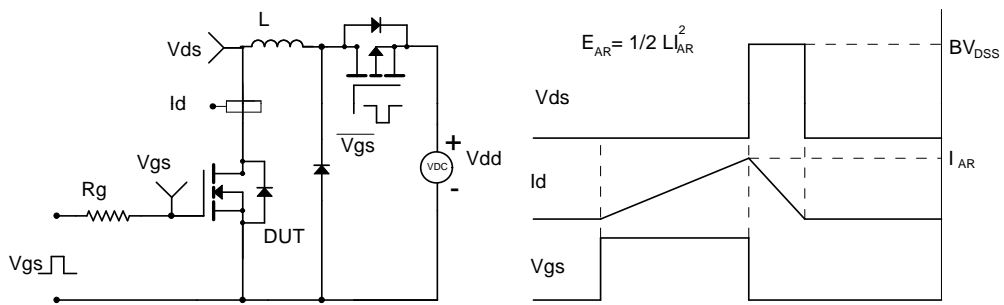 L
Vds
Id
Vgs
Rg
DUT
Vgs
Vgs
VDC
+
-
Vdd
E_AR = 1/2 LI_AR^2
BV_DSS
Vds
I_AR
Id
Vgs